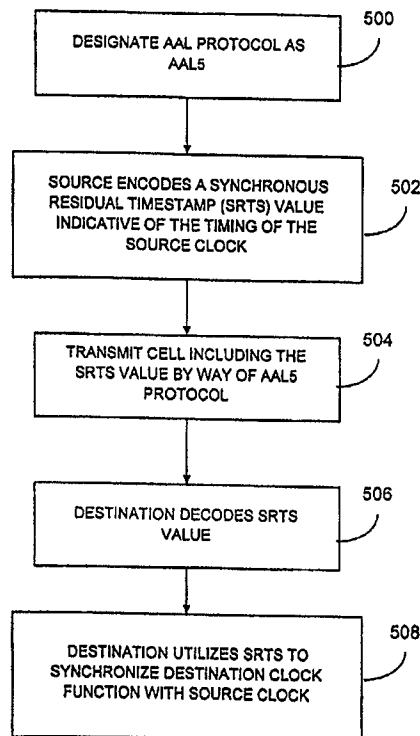 500
DESIGNATE AAL PROTOCOL AS
AAL5
502
SOURCE ENCODES A SYNCHRONOUS
RESIDUAL TIMESTAMP (SRTS) VALUE
INDICATIVE OF THE TIMING OF THE
SOURCE CLOCK
504
TRANSMIT CELL INCLUDING THE
SRTS VALUE BY WAY OF AAL5
PROTOCOL
506
DESTINATION DECODES SRTS
VALUE
508
DESTINATION UTILIZES SRTS TO
SYNCHRONIZE DESTINATION CLOCK
FUNCTION WITH SOURCE CLOCK